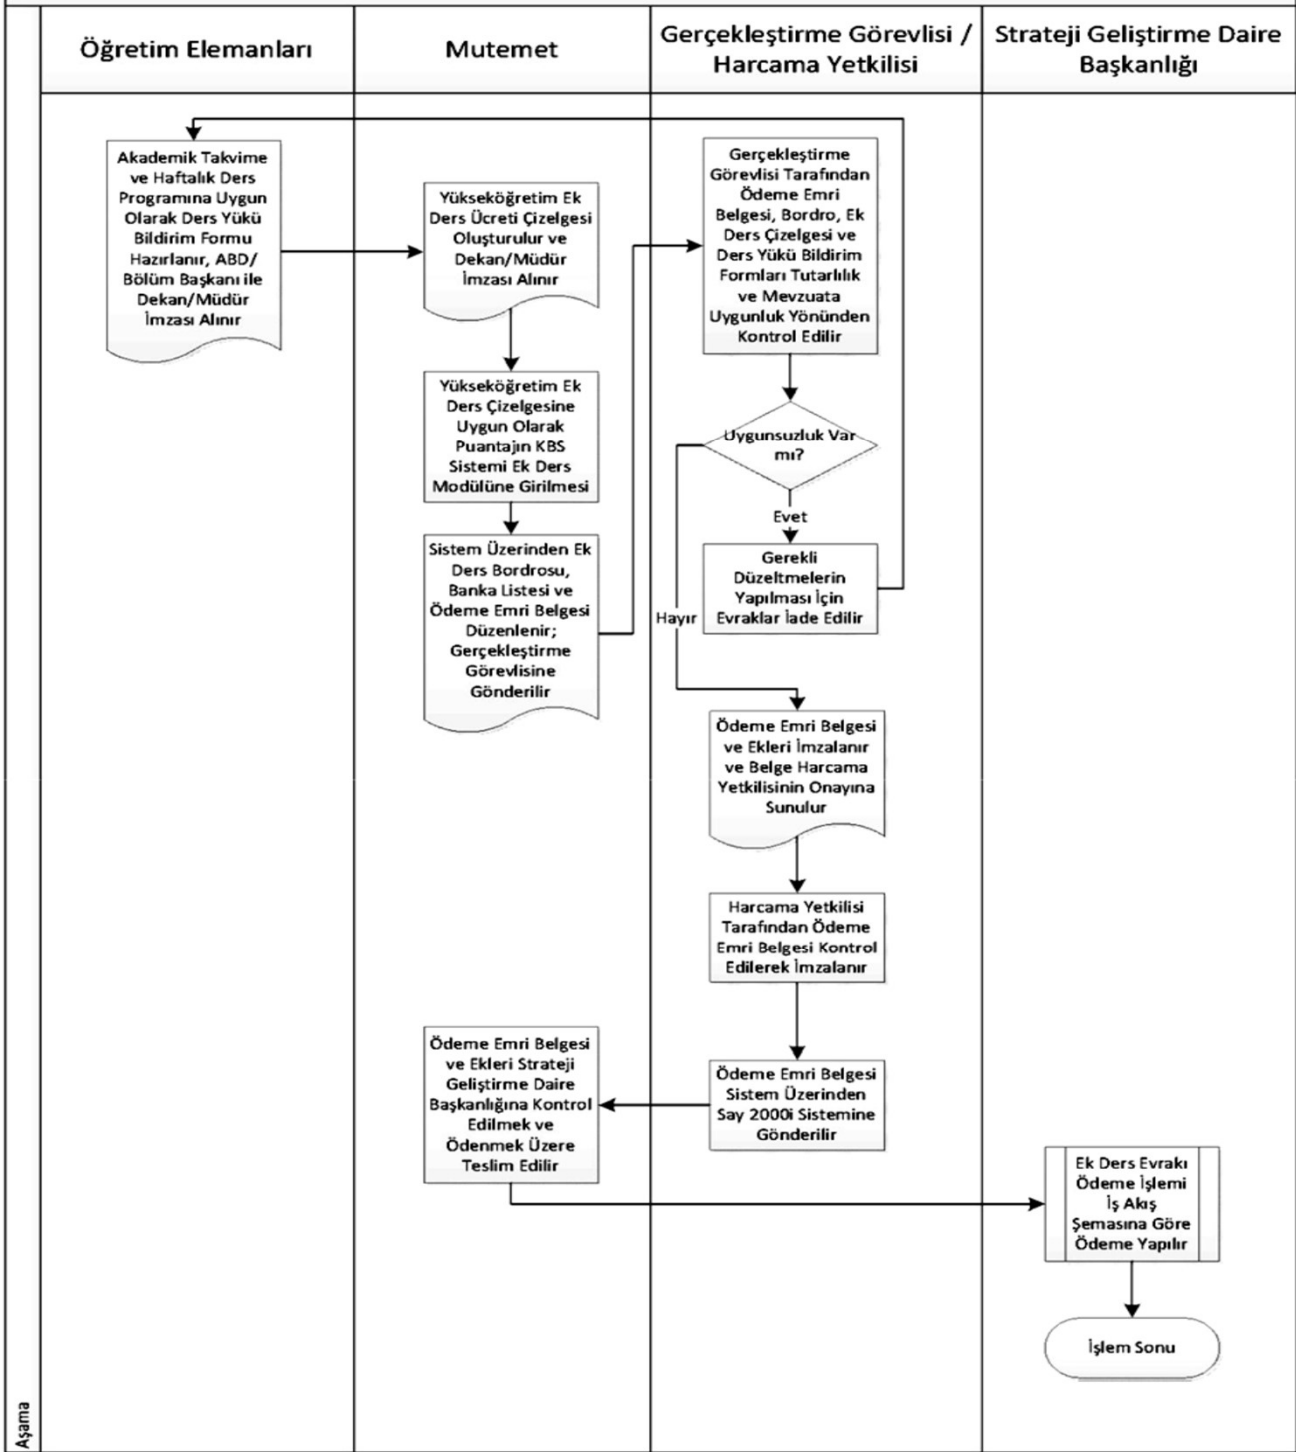 Öğretim Elemanları
Mutemet
Gerçekleştirme Görevlisi /
Harcama Yetkilisi
Strateji Geliştirme Daire
Başkanlığı
Akademik Takvime
ve Haftalık Ders
Programına Uygun
Olarak Ders Yükü
Bildirim Formu
Hazırlanır, ABD/
Bölüm Başkanı ile
Dekan/Müdür
İmzası Alınır
Yükseköğretim Ek
Ders Ücreti Çizelgesi
Oluşturulur ve
Dekan/Müdür
İmzası Alınır
Yükseköğretim Ek
Ders Çizelgesine
Uygun Olarak
Puantajın KBS
Sistemi Ek Ders
Modülüne Girilmesi
Sistem Üzerinden Ek
Ders Bordrosu,
Banka Listesi ve
Ödeme Emri Belgesi
Düzenlenir;
Gerçekleştirme
Görevlisine
Gönderilir
Gerçekleştirme
Görevlisi Tarafından
Ödeme Emri
Belgesi, Bordro, Ek
Ders Çizelgesi ve
Ders Yükü Bildirim
Formları Tutarlılık
ve Mevzuata
Uygunluk Yönünden
Kontrol Edilir
Uygunsuzluk Var
mı?
Evet
Gerekli
Düzeltmelerin
Yapılması İçin
Evraklar İade Edilir
Hayır
Ödeme Emri Belgesi
ve Ekleri İmzalanır
ve Belge Harcama
Yetkilisinin Onayına
Sunulur
Harcama Yetkilisi
Tarafından Ödeme
Emri Belgesi Kontrol
Edilerek İmzalanır
Ödeme Emri Belgesi
Sistem Üzerinden
Say 2000i Sistemine
Gönderilir
Ödeme Emri Belgesi
ve Ekleri Strateji
Geliştirme Daire
Başkanlığına Kontrol
Edilmek ve
Ödenmek Üzere
Teslim Edilir
Ek Ders Evrakı
Ödeme İşlemi
İş Akış
Şemasına Göre
Ödeme Yapılır
İşlem Sonu
Aşama